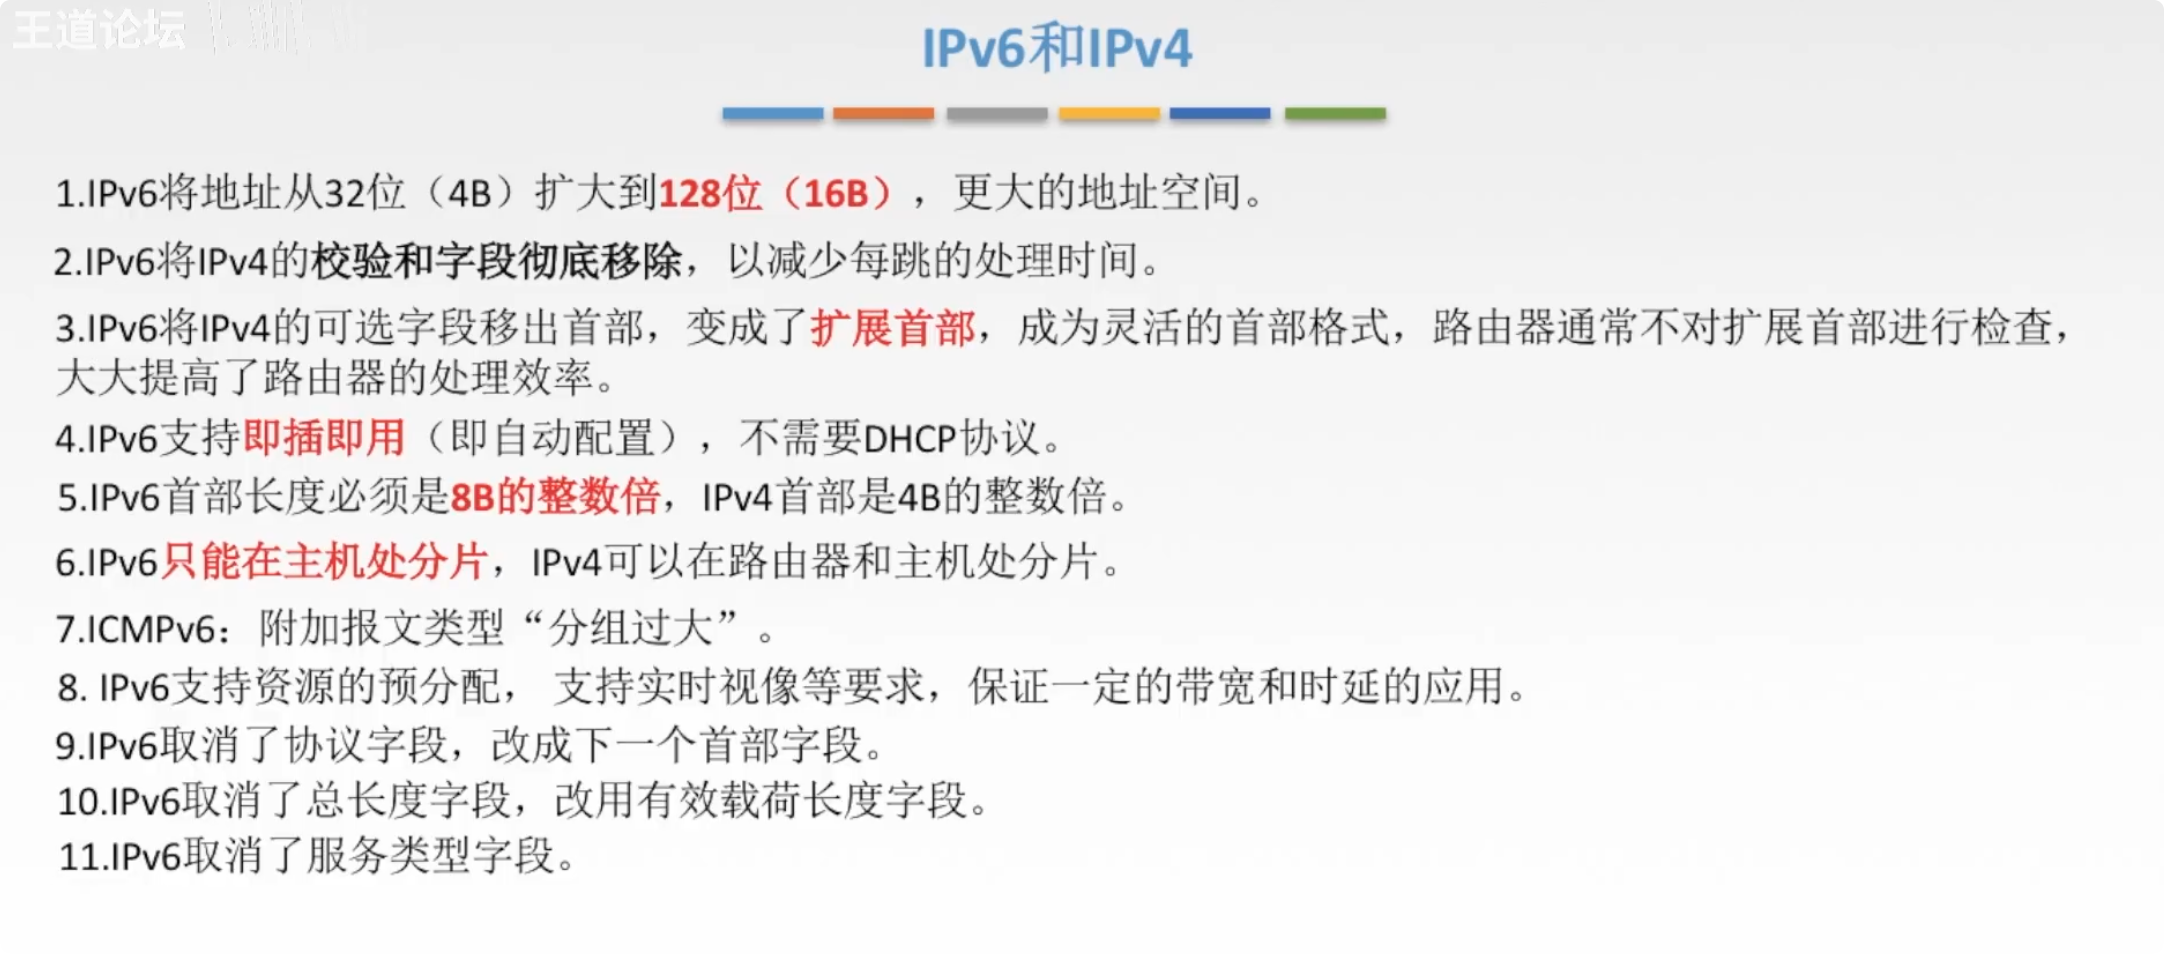 王道论坛
IPv6和IPv4
1.IPv6将地址从32位（4B）扩大到128位（16B），更大的地址空间。
2.IPv6将IPv4的校验和字段彻底移除，以减少每跳的处理时间。
3.IPv6将IPv4的可选字段移出首部，变成了扩展首部，成为灵活的首部格式，路由器通常不对扩展首部进行检查，
大大提高了路由器的处理效率。
4.IPv6支持即插即用（即自动配置），不需要DHCP协议。
5.IPv6首部长度必须是8B的整数倍，IPv4首部是4B的整数倍。
6.IPv6只能在主机处分片，IPv4可以在路由器和主机处分片。
7.ICMPv6：附加报文类型“分组过大”。
8. IPv6支持资源的预分配， 支持实时视像等要求，保证一定的带宽和时延的应用。
9.IPv6取消了协议字段，改成下一个首部字段。
10.IPv6取消了总长度字段，改用有效载荷长度字段。
11.IPv6取消了服务类型字段。